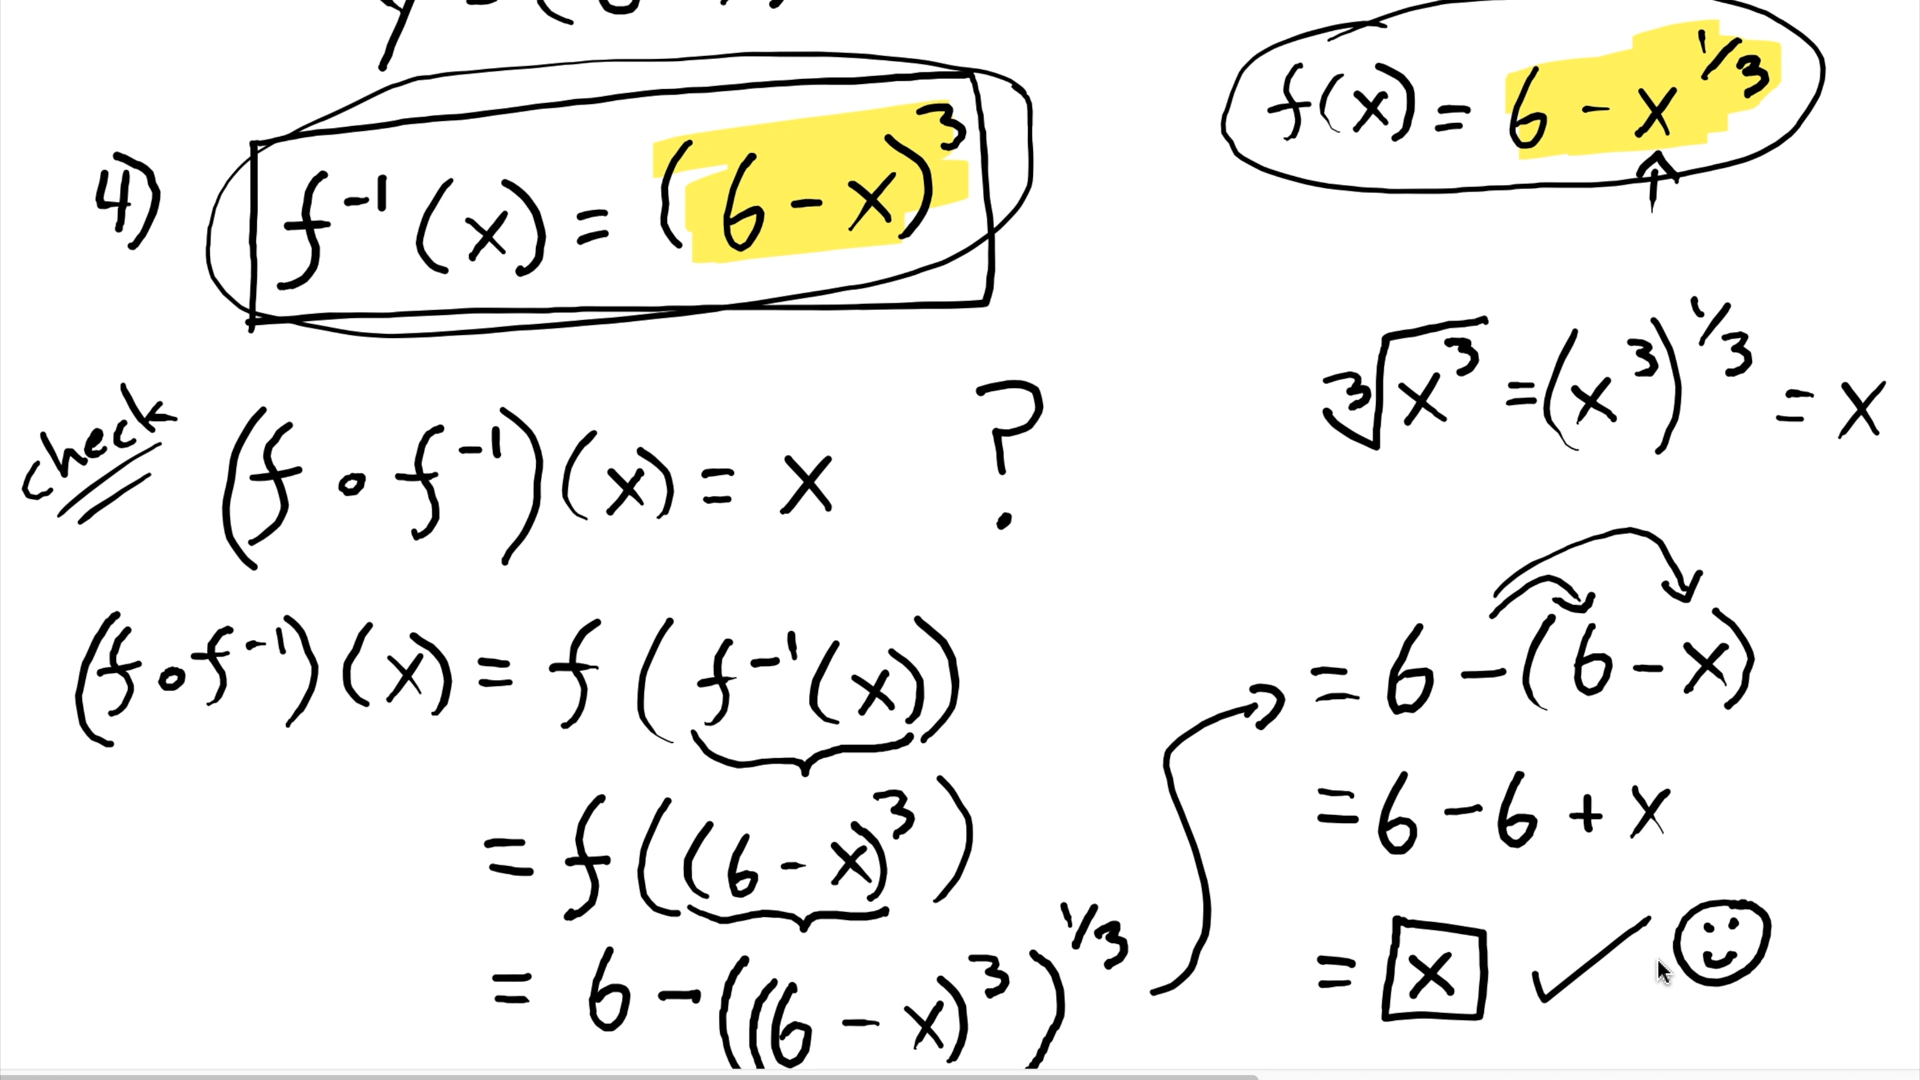 4) f⁻¹(x) = (6 - x)³
check (f ∘ f⁻¹)(x) = x ?
(f ∘ f⁻¹)(x) = f(f⁻¹(x))
= f((6 - x)³)
= 6 - ((6 - x)³)^1/3
f(x) = 6 - x^1/3
³√x³ = (x³)^1/3 = x
= 6 - (6 - x)
= 6 - 6 + x
= x ✓